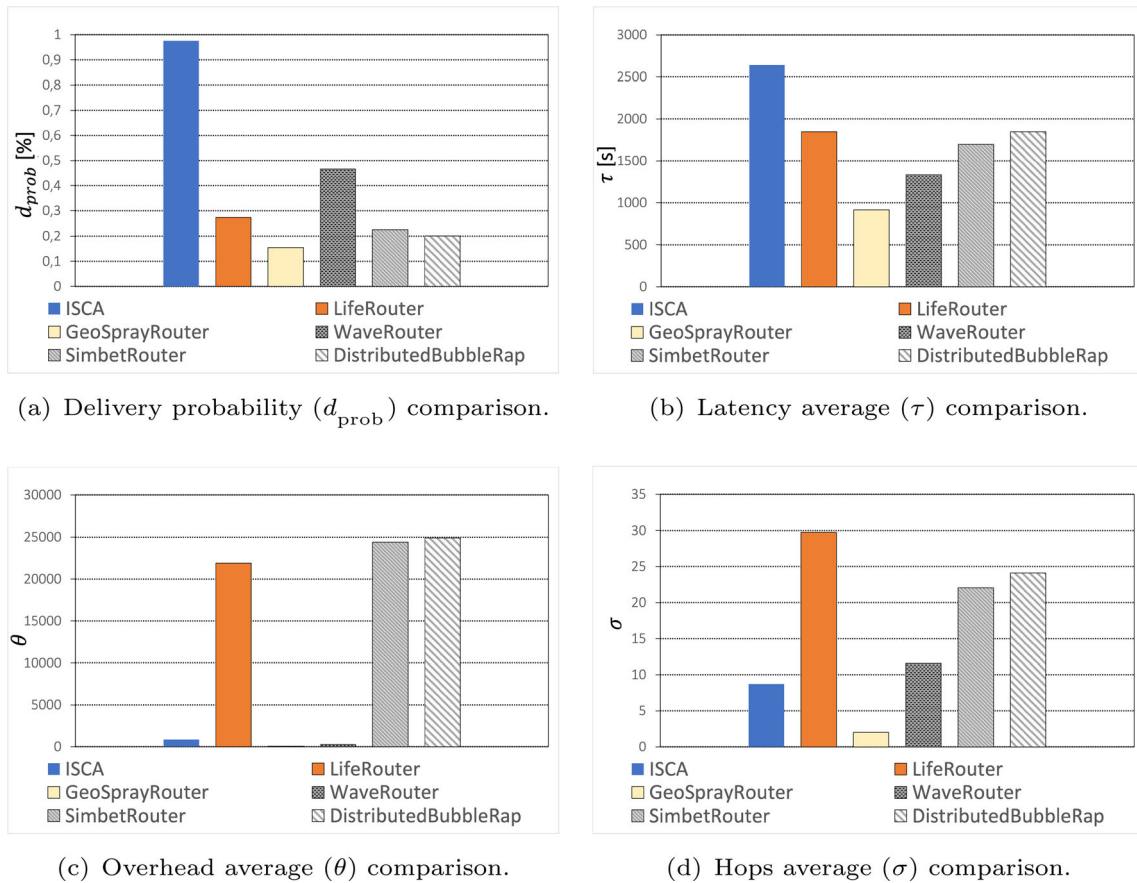 1
0,9
0,8
0,7
0,6
0,5
0,4
0,3
0,2
0,1
0
d_prob [%]
ISCA LifeRouter
GeoSprayRouter WaveRouter
SimbetRouter DistributedBubbleRap
(a) Delivery probability (d_prob) comparison.
3000
2500
2000
1500
1000
500
0
τ [s]
ISCA LifeRouter
GeoSprayRouter WaveRouter
SimbetRouter DistributedBubbleRap
(b) Latency average (τ) comparison.
30000
25000
20000
15000
10000
5000
0
θ
ISCA LifeRouter
GeoSprayRouter WaveRouter
SimbetRouter DistributedBubbleRap
(c) Overhead average (θ) comparison.
35
30
25
20
15
10
5
0
σ
ISCA LifeRouter
GeoSprayRouter WaveRouter
SimbetRouter DistributedBubbleRap
(d) Hops average (σ) comparison.